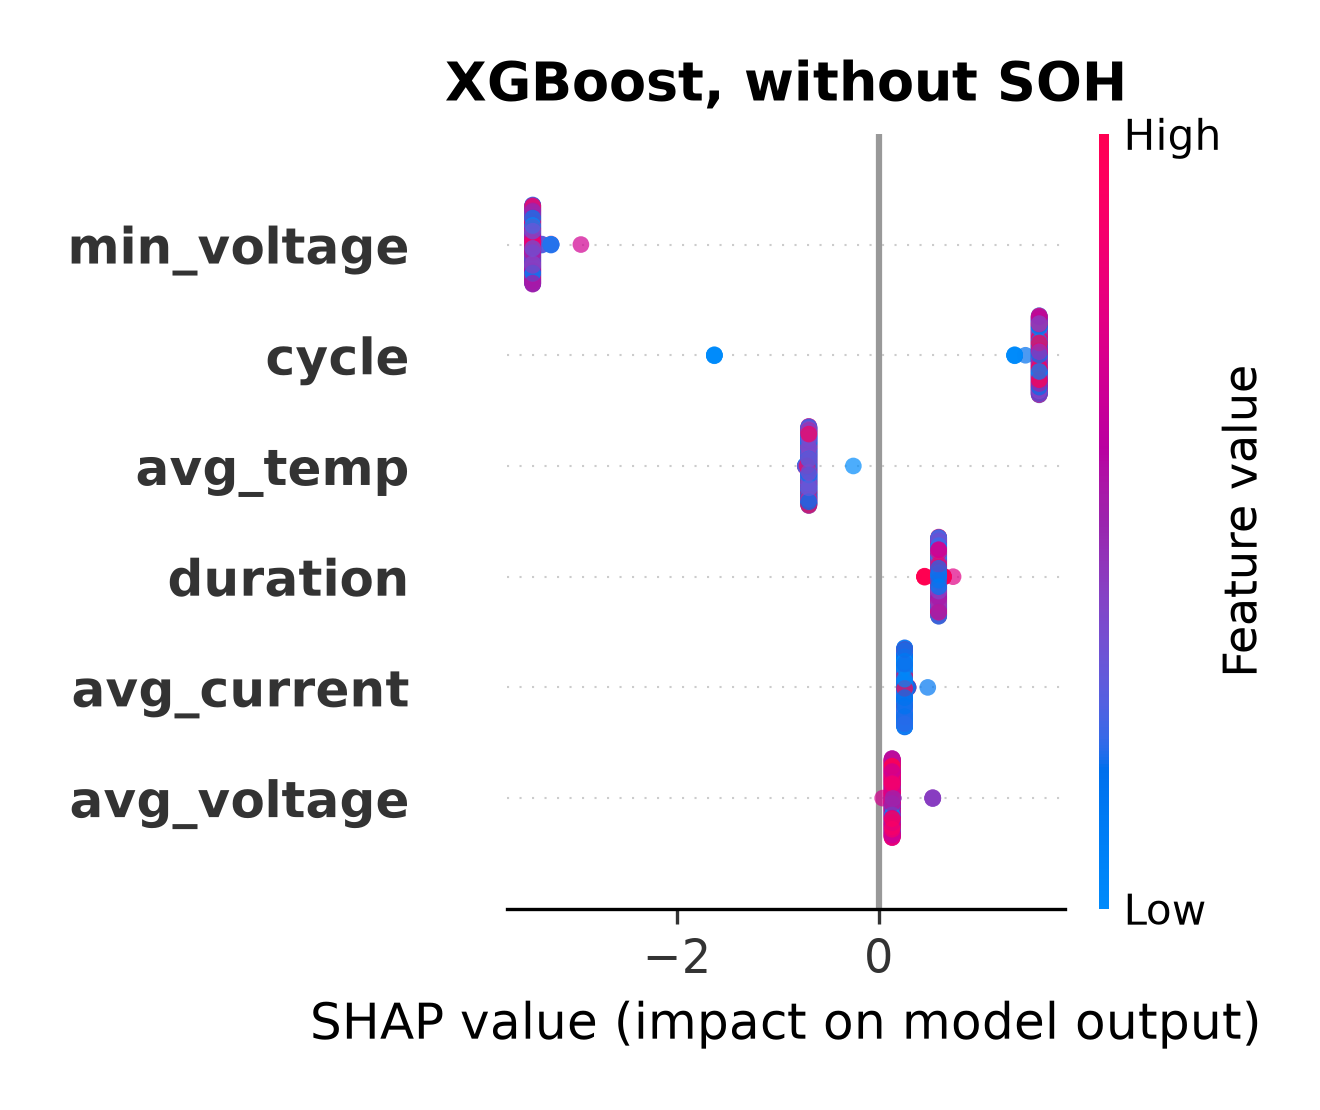 XGBoost, without SOH
High
min_voltage
cycle
avg_temp
duration
avg_current
avg_voltage
Feature value
Low
−2
0
SHAP value (impact on model output)